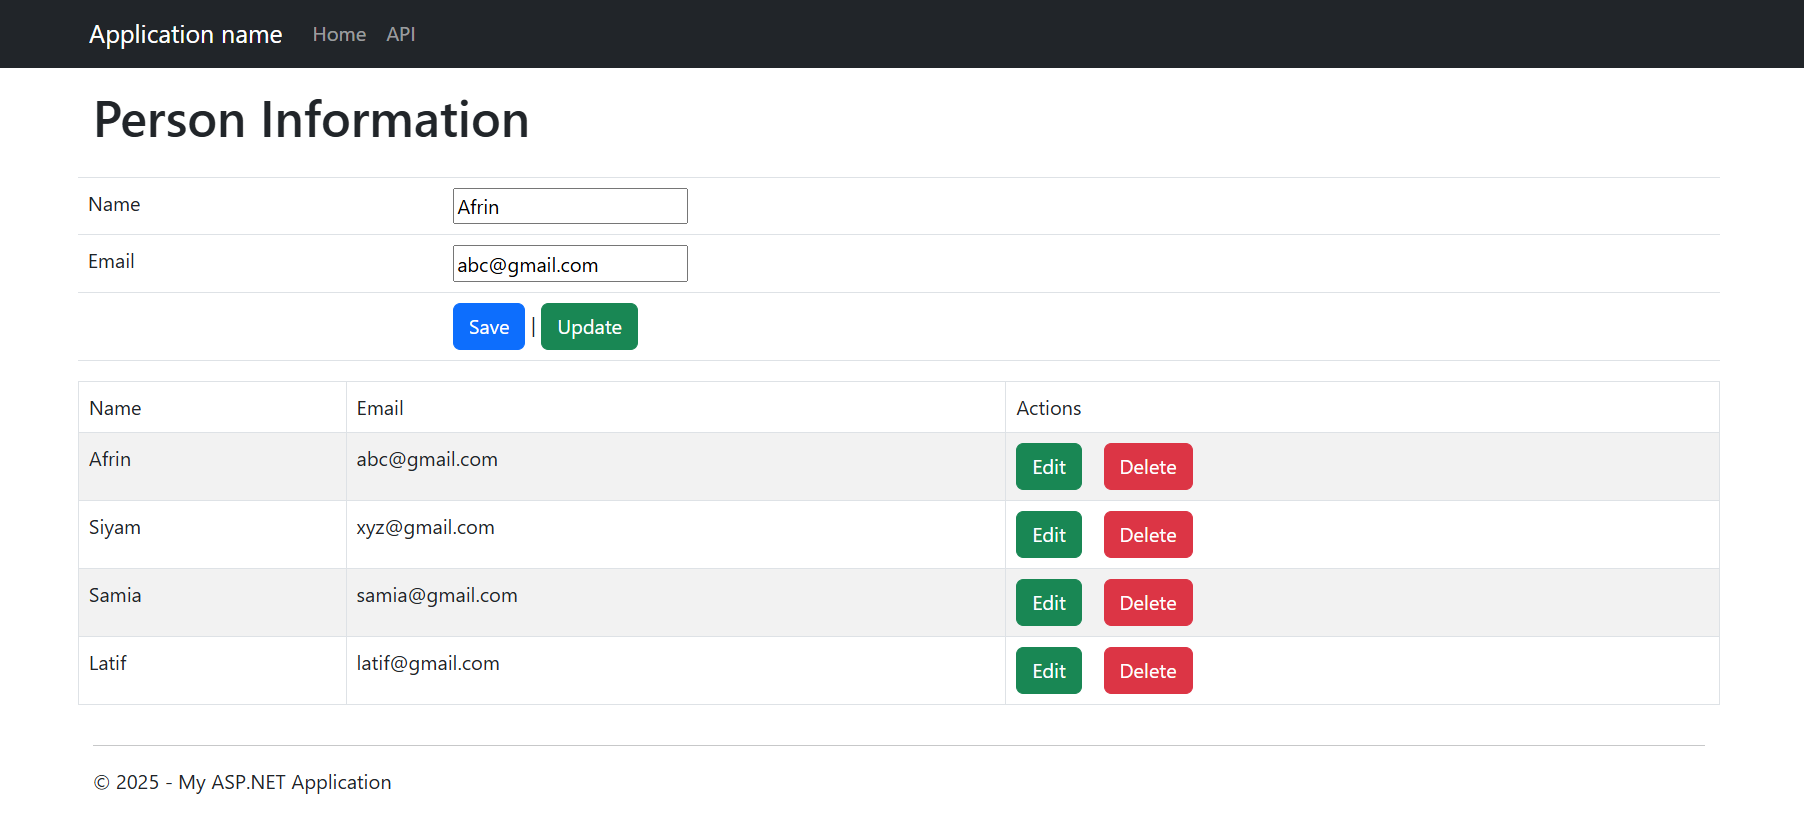 Application name Home API
Person Information
Name Afrin
Email abc@gmail.com
Save | Update
Name Email Actions
Afrin abc@gmail.com Edit Delete
Siyam xyz@gmail.com Edit Delete
Samia samia@gmail.com Edit Delete
Latif latif@gmail.com Edit Delete
© 2025 - My ASP.NET Application